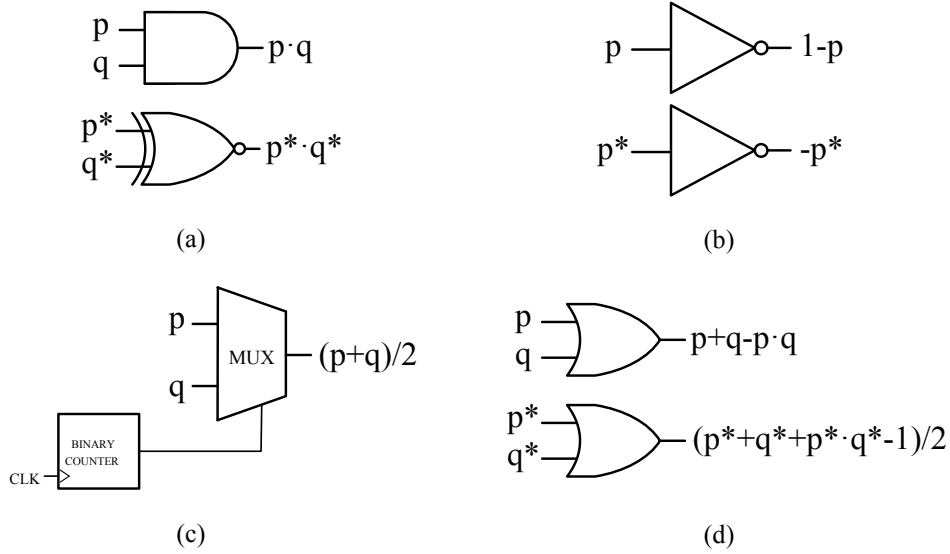 p
q
p·q
p*
q*
p*·q*
(a)
p
1-p
p*
-p*
(b)
p
q
MUX
(p+q)/2
BINARY
COUNTER
CLK
(c)
p
q
p+q-p·q
p*
q*
(p*+q*+p*·q*-1)/2
(d)